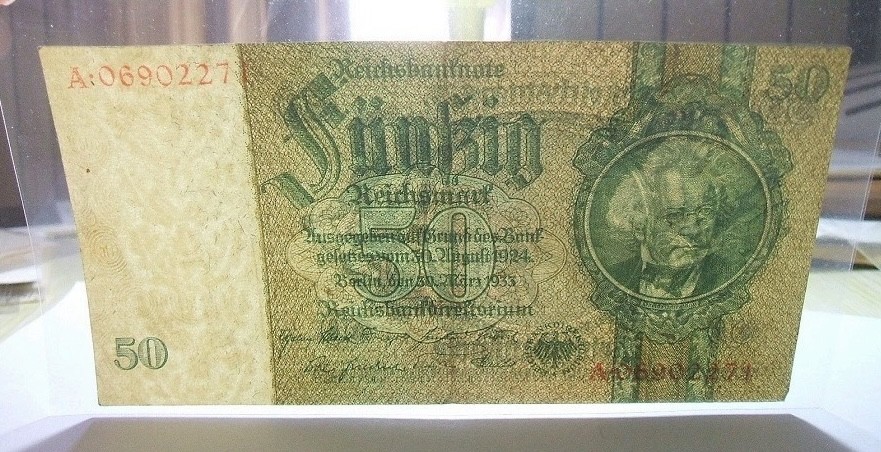 A·06902271
Reichsbanknote
50
Fünfzig
Reichsmark
50
Ausgegeben auf Grund des Bank-
gesetzes vom 30. August 1924.
Berlin, den 30. März 1933
Reichsbankdirektorium
50
A·06902271